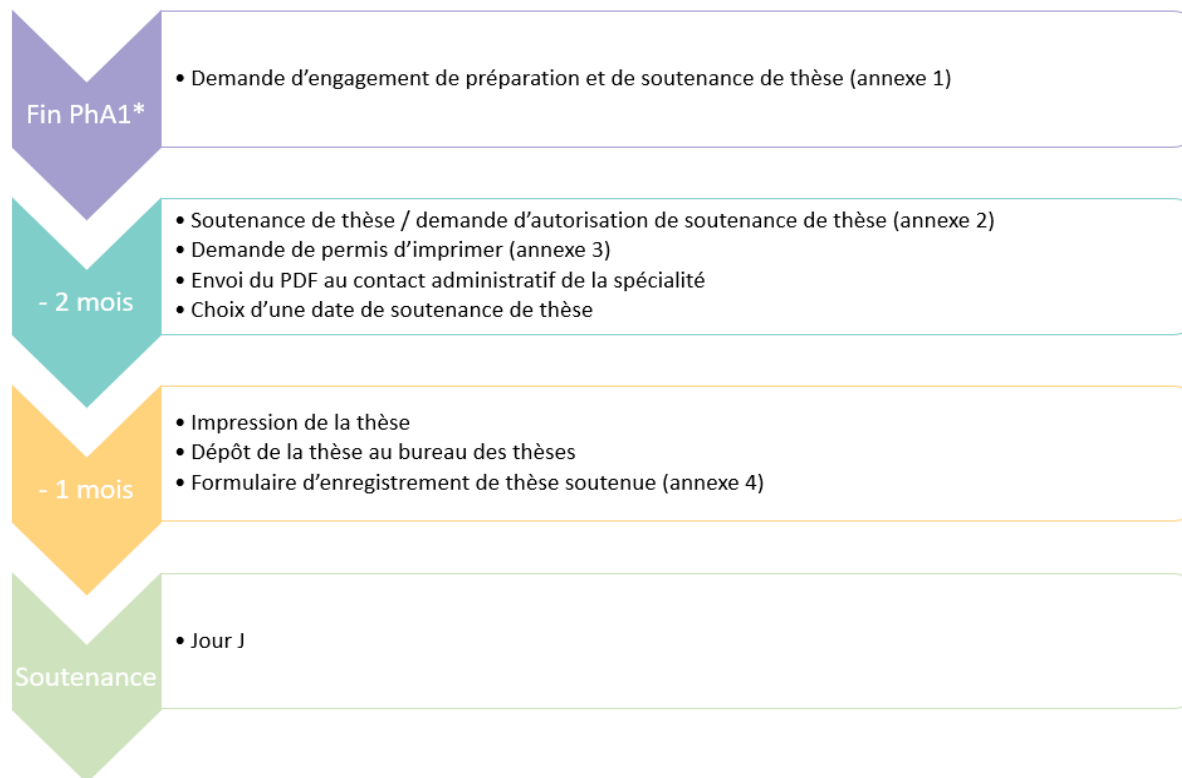 Fin PhA1*
• Demande d’engagement de préparation et de soutenance de thèse (annexe 1)
- 2 mois
• Soutenance de thèse / demande d’autorisation de soutenance de thèse (annexe 2)
• Demande de permis d’imprimer (annexe 3)
• Envoi du PDF au contact administratif de la spécialité
• Choix d’une date de soutenance de thèse
- 1 mois
• Impression de la thèse
• Dépôt de la thèse au bureau des thèses
• Formulaire d’enregistrement de thèse soutenue (annexe 4)
Soutenance
• Jour J